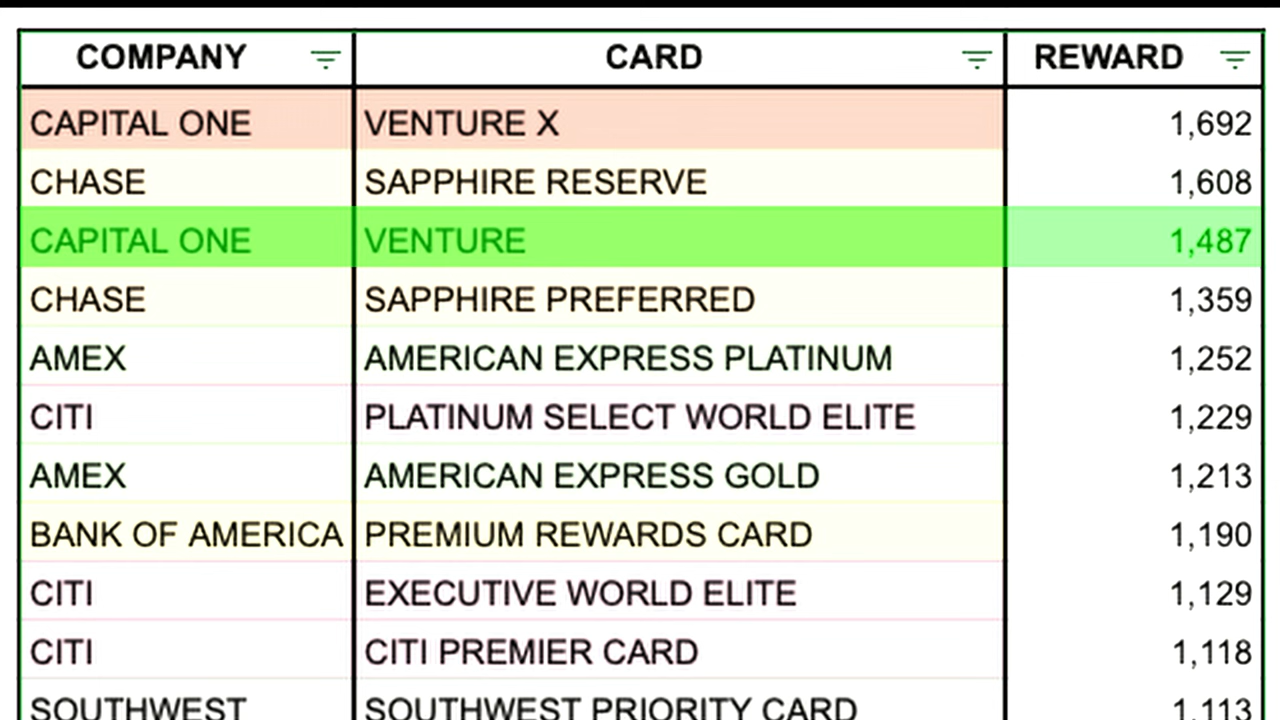 COMPANY CARD REWARD
CAPITAL ONE VENTURE X 1,692
CHASE SAPPHIRE RESERVE 1,608
CAPITAL ONE VENTURE 1,487
CHASE SAPPHIRE PREFERRED 1,359
AMEX AMERICAN EXPRESS PLATINUM 1,252
CITI PLATINUM SELECT WORLD ELITE 1,229
AMEX AMERICAN EXPRESS GOLD 1,213
BANK OF AMERICA PREMIUM REWARDS CARD 1,190
CITI EXECUTIVE WORLD ELITE 1,129
CITI CITI PREMIER CARD 1,118
SOUTHWEST SOUTHWEST PRIORITY CARD 1,113